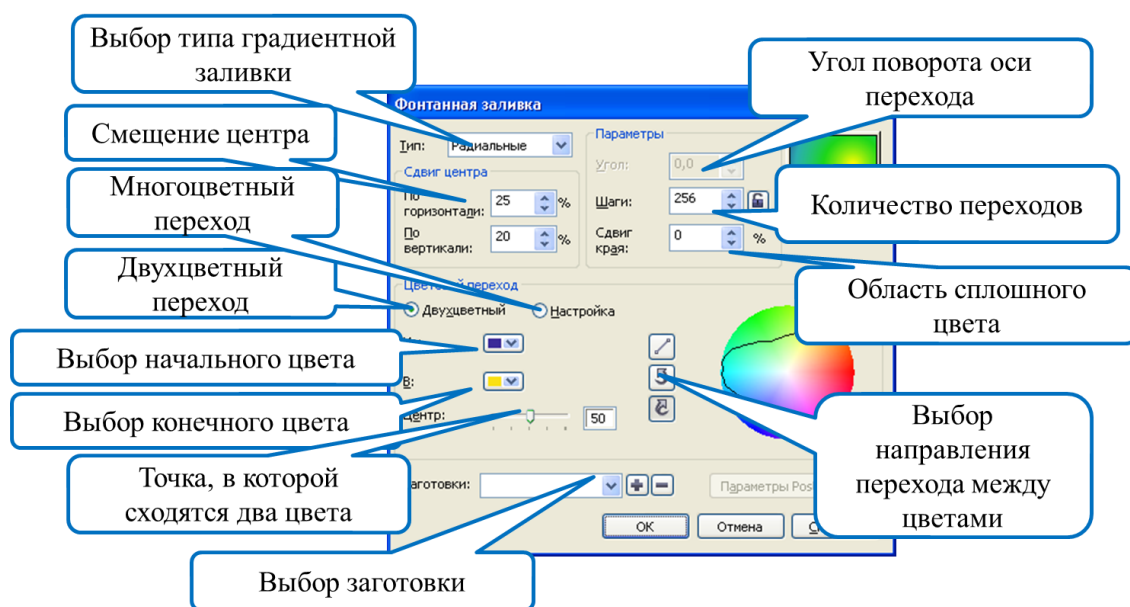 Выбор типа градиентной
заливки
Угол поворота оси
перехода
Фонтанная заливка
Смещение центра
Тип: Радиальные
Параметры
Угол: 0,0
Сдвиг центра
По
горизонтали: 25 %
Шаги: 256
Количество переходов
Многоцветный
переход
По
вертикали: 20 %
Сдвиг
края: 0 %
Двухцветный
переход
Область сплошного
цвета
Цветовой переход
Двухцветный Настройка
Выбор начального цвета
В:
Выбор конечного цвета
Центр: 50
Выбор
направления
перехода между
цветами
Точка, в которой
сходятся два цвета
Заготовки:
Параметры Pos
OK Отмена
Выбор заготовки